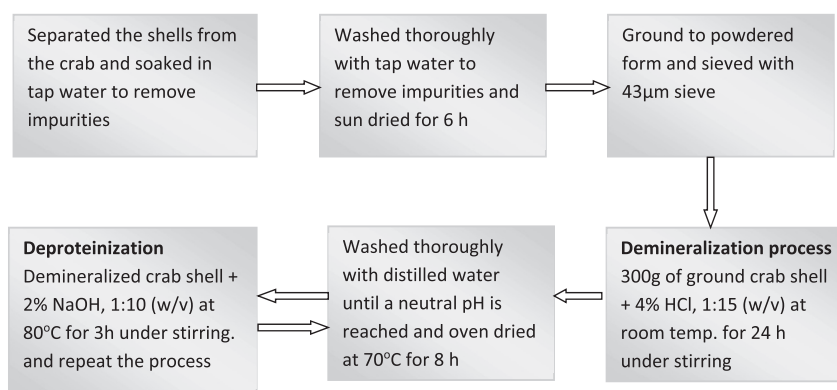 Separated the shells from
the crab and soaked in
tap water to remove
impurities
Washed thoroughly
with tap water to
remove impurities and
sun dried for 6 h
Ground to powdered
form and sieved with
43µm sieve
Demineralization process
300g of ground crab shell
+ 4% HCl, 1:15 (w/v) at
room temp. for 24 h
under stirring
Washed thoroughly
with distilled water
until a neutral pH is
reached and oven dried
at 70°C for 8 h
Deproteinization
Demineralized crab shell +
2% NaOH, 1:10 (w/v) at
80°C for 3h under stirring.
and repeat the process